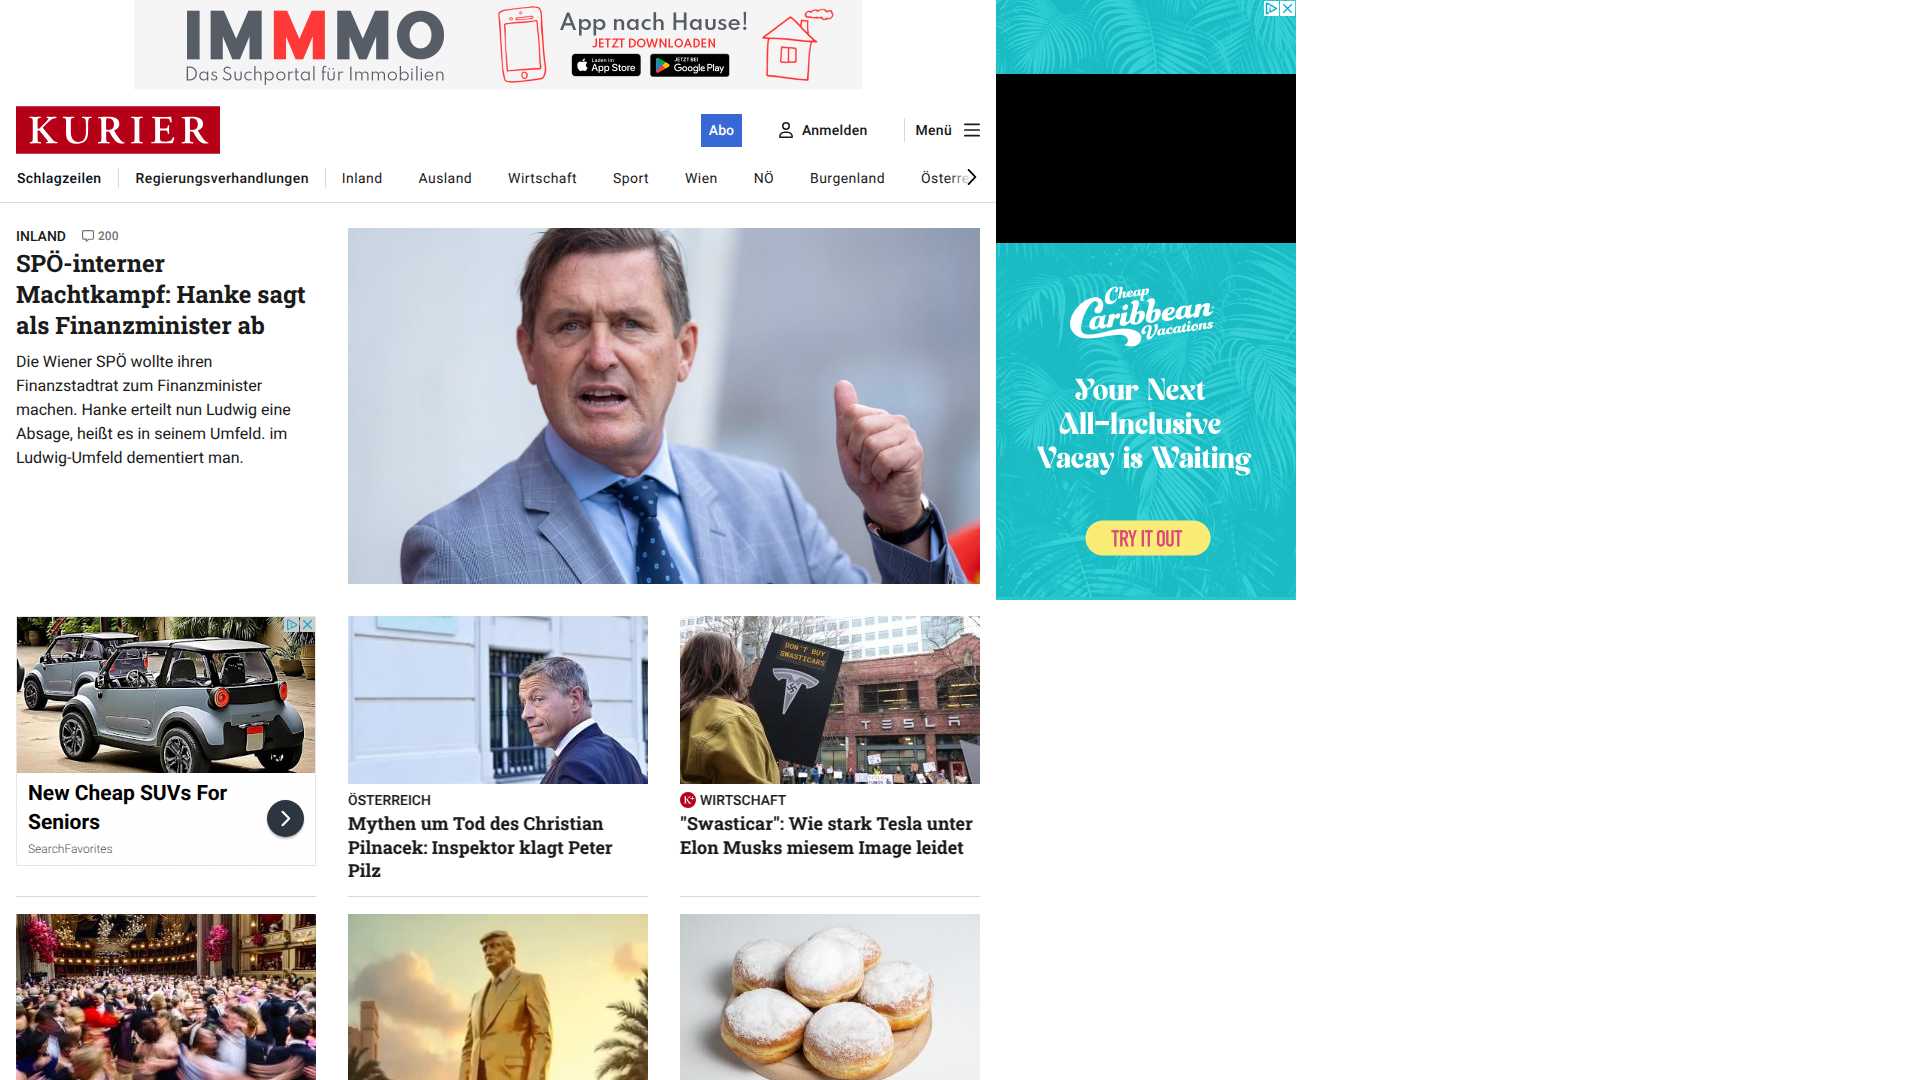 IMMMO
Das Suchportal für Immobilien
App nach Hause!
JETZT DOWNLOADEN
Laden im
App Store
JETZT BEI
Google Play
KURIER
Abo
Anmelden
Menü
Schlagzeilen
Regierungsverhandlungen
Inland
Ausland
Wirtschaft
Sport
Wien
NÖ
Burgenland
Österre
INLAND 200
SPÖ-interner
Machtkampf: Hanke sagt
als Finanzminister ab
Die Wiener SPÖ wollte ihren
Finanzstadtrat zum Finanzminister
machen. Hanke erteilt nun Ludwig eine
Absage, heißt es in seinem Umfeld. im
Ludwig-Umfeld dementiert man.
Cheap
Caribbean
Vacations
Your Next
All-Inclusive
Vacay is Waiting
TRY IT OUT
New Cheap SUVs For
Seniors
SearchFavorites
ÖSTERREICH
Mythen um Tod des Christian
Pilnacek: Inspektor klagt Peter
Pilz
DON'T BUY
SWASTICARS
TESLA
K+ WIRTSCHAFT
"Swasticar": Wie stark Tesla unter
Elon Musks miesem Image leidet